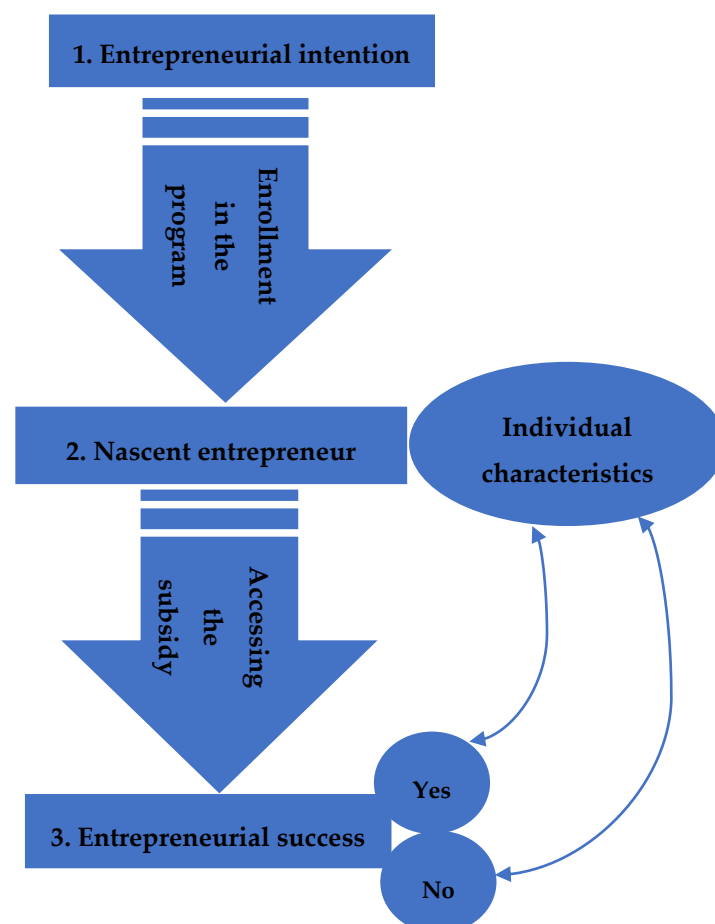 1. Entrepreneurial intention
Enrollment
in the
program
2. Nascent entrepreneur
Individual
characteristics
Accessing
the
subsidy
Yes
3. Entrepreneurial success
No